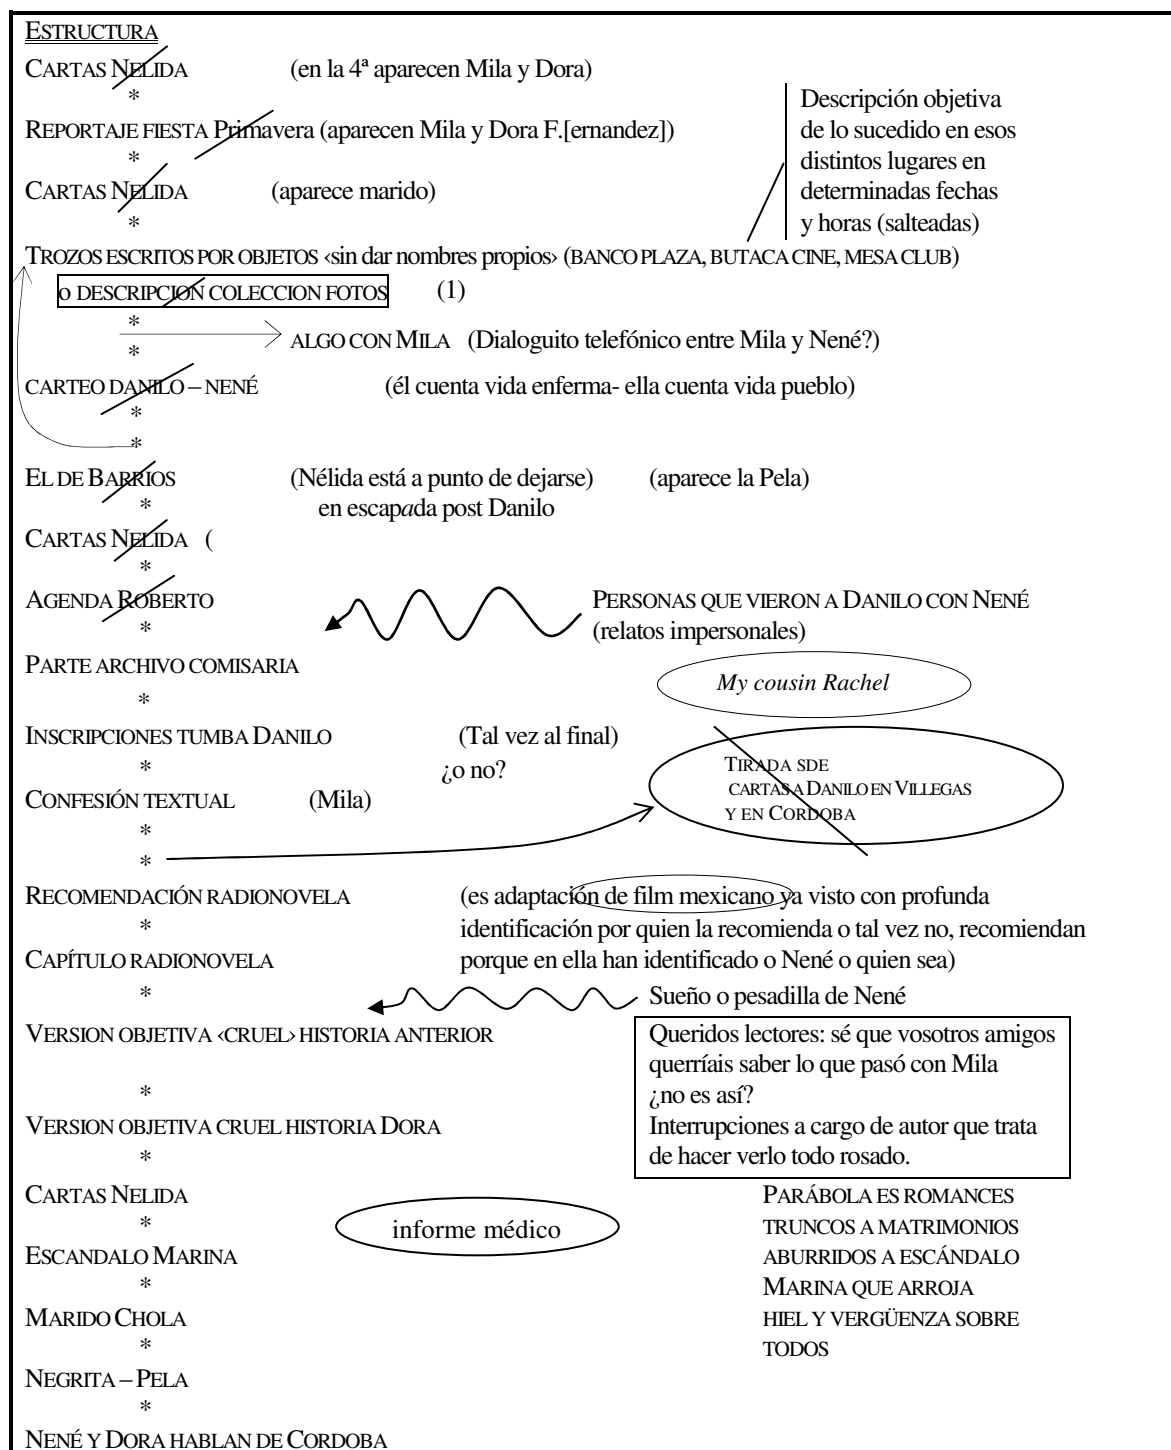 ESTRUCTURA
CARTAS NELIDA (en la 4ª aparecen Mila y Dora)
*
Descripción objetiva
de lo sucedido en esos
distintos lugares en
determinadas fechas
y horas (salteadas)
REPORTAJE FIESTA Primavera (aparecen Mila y Dora F.[ernandez])
*
CARTAS NELIDA (aparece marido)
*
TROZOS ESCRITOS POR OBJETOS ‹sin dar nombres propios› (BANCO PLAZA, BUTACA CINE, MESA CLUB)
o DESCRIPCION COLECCION FOTOS (1)
*
ALGO CON MILA (Dialoguito telefónico entre Mila y Nené?)
*
CARTEO DANILO – NENÉ (él cuenta vida enferma- ella cuenta vida pueblo)
*
*
EL DE BARRIOS (Nélida está a punto de dejarse) (aparece la Pela)
* en escapada post Danilo
CARTAS NELIDA (
*
AGENDA ROBERTO PERSONAS QUE VIERON A DANILO CON NENÉ
* (relatos impersonales)
PARTE ARCHIVO COMISARIA
My cousin Rachel
*
INSCRIPCIONES TUMBA DANILO (Tal vez al final)
* ¿o no?
TIRADA SDE
CARTAS A DANILO EN VILLEGAS
Y EN CORDOBA
CONFESIÓN TEXTUAL (Mila)
*
*
RECOMENDACIÓN RADIONOVELA (es adaptación de film mexicano ya visto con profunda
* identificación por quien la recomienda o tal vez no, recomiendan
CAPÍTULO RADIONOVELA porque en ella han identificado o Nené o quien sea)
* Sueño o pesadilla de Nené
VERSION OBJETIVA ‹CRUEL› HISTORIA ANTERIOR
Queridos lectores: sé que vosotros amigos
querríais saber lo que pasó con Mila
¿no es así?
Interrupciones a cargo de autor que trata
de hacer verlo todo rosado.
*
VERSION OBJETIVA CRUEL HISTORIA DORA
*
CARTAS NELIDA
*
informe médico
PARÁBOLA ES ROMANCES
TRUNCOS A MATRIMONIOS
ABURRIDOS A ESCÁNDALO
MARINA QUE ARROJA
HIEL Y VERGÜENZA SOBRE
TODOS
ESCANDALO MARINA
*
MARIDO CHOLA
*
NEGRITA – PELA
*
NENÉ Y DORA HABLAN DE CORDOBA